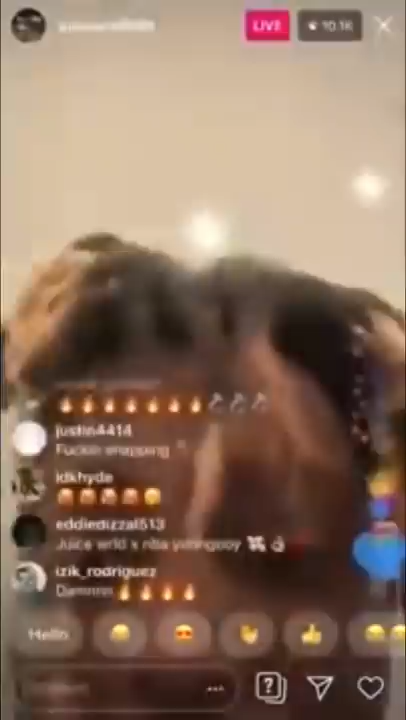 LIVE
10.1K
justin4414
Fuckin snapping
idkhyde
eddiedizzal513
Juice wrld x nba youngboy
izik_rodriguez
Damnnn
Hello